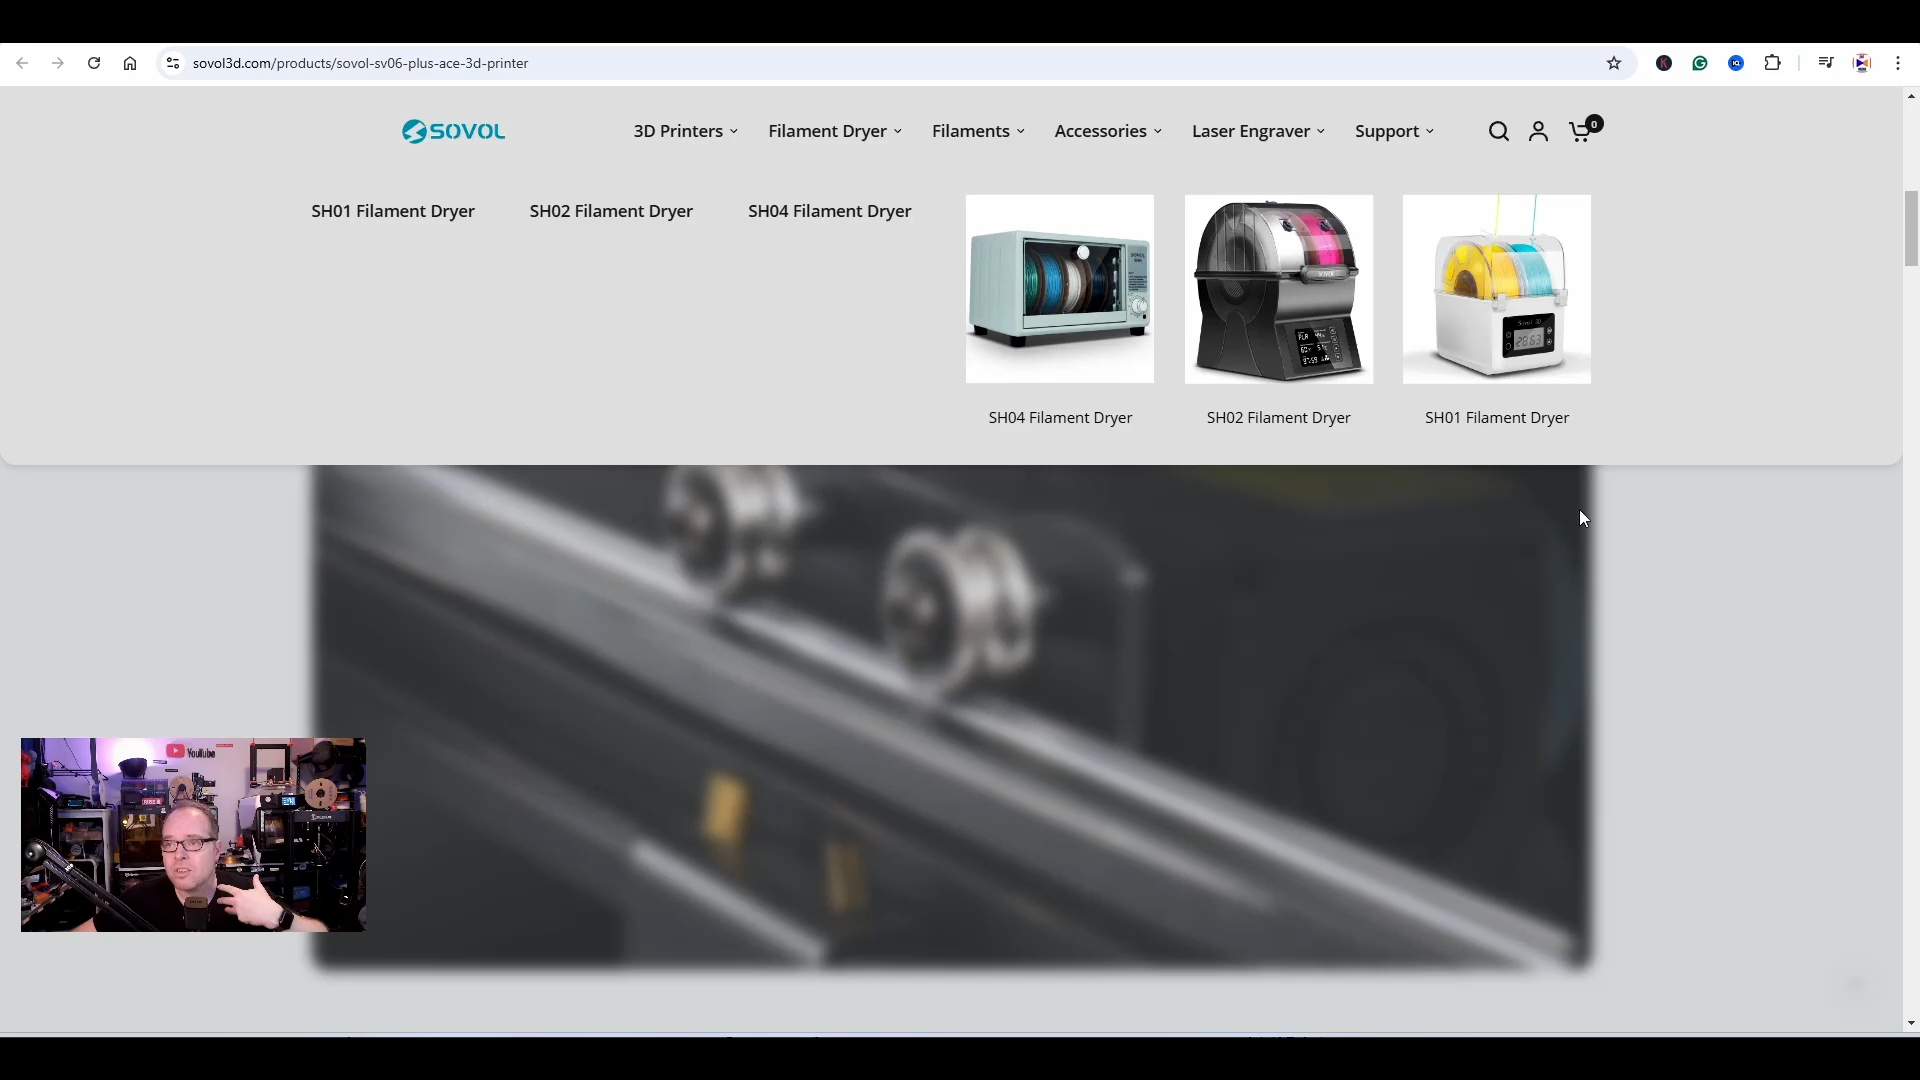 sovol3d.com/products/sovol-sv06-plus-ace-3d-printer
SOVOL
3D Printers
Filament Dryer
Filaments
Accessories
Laser Engraver
Support
0
SH01 Filament Dryer
SH02 Filament Dryer
SH04 Filament Dryer
SH04 Filament Dryer
SH02 Filament Dryer
SH01 Filament Dryer
YouTube